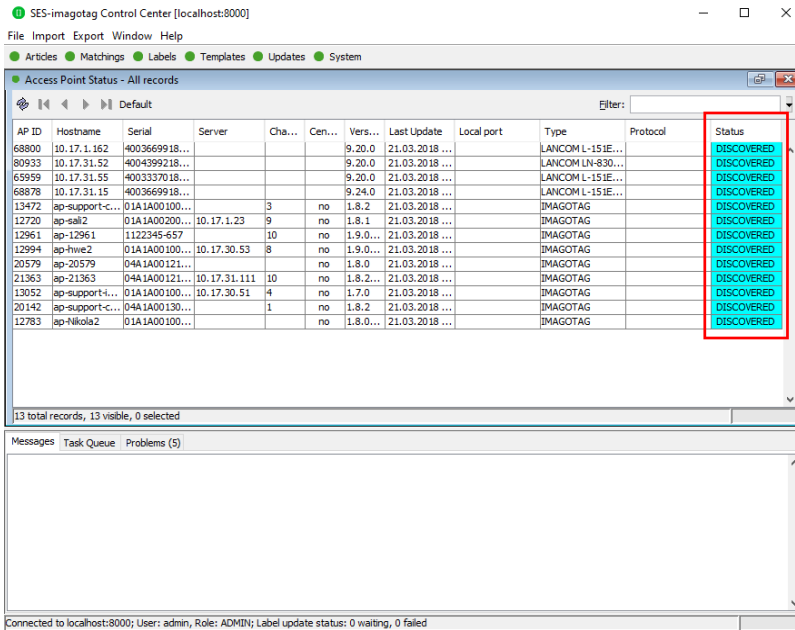 SES-imagotag Control Center [localhost:8000]
File Import Export Window Help
Articles Matchings Labels Templates Updates System
Access Point Status - All records
Default Filter:
AP ID Hostname Serial Server Cha... Cen... Vers... Last Update Local port Type Protocol Status
68800 10.17.1.162 4003669918... 9.20.0 21.03.2018 ... LANCOM L-151E... DISCOVERED
80933 10.17.31.52 4004399218... 9.20.0 21.03.2018 ... LANCOM LN-830... DISCOVERED
65959 10.17.31.55 4003337018... 9.20.0 21.03.2018 ... LANCOM L-151E... DISCOVERED
68878 10.17.31.15 4003669918... 9.24.0 21.03.2018 ... LANCOM L-151E... DISCOVERED
13472 ap-support-c... 01A1A00100... 3 no 1.8.2 21.03.2018 ... IMAGOTAG DISCOVERED
12720 ap-sali2 01A1A00200... 10.17.1.23 9 no 1.8.1 21.03.2018 ... IMAGOTAG DISCOVERED
12961 ap-12961 1122345-657 10 no 1.9.0... 21.03.2018 ... IMAGOTAG DISCOVERED
12994 ap-hwe2 01A1A00100... 10.17.30.53 8 no 1.9.0... 21.03.2018 ... IMAGOTAG DISCOVERED
20579 ap-20579 04A1A00121... no 1.8.0 21.03.2018 ... IMAGOTAG DISCOVERED
21363 ap-21363 04A1A00121... 10.17.31.111 10 no 1.8.2... 21.03.2018 ... IMAGOTAG DISCOVERED
13052 ap-support-i... 01A1A00100... 10.17.30.51 4 no 1.7.0 21.03.2018 ... IMAGOTAG DISCOVERED
20142 ap-support-c... 04A1A00130... 1 no 1.8.2 21.03.2018 ... IMAGOTAG DISCOVERED
12783 ap-Nikola2 01A1A00100... no 1.8.0... 21.03.2018 ... IMAGOTAG DISCOVERED
13 total records, 13 visible, 0 selected
Messages Task Queue Problems (5)
Connected to localhost:8000; User: admin, Role: ADMIN; Label update status: 0 waiting, 0 failed